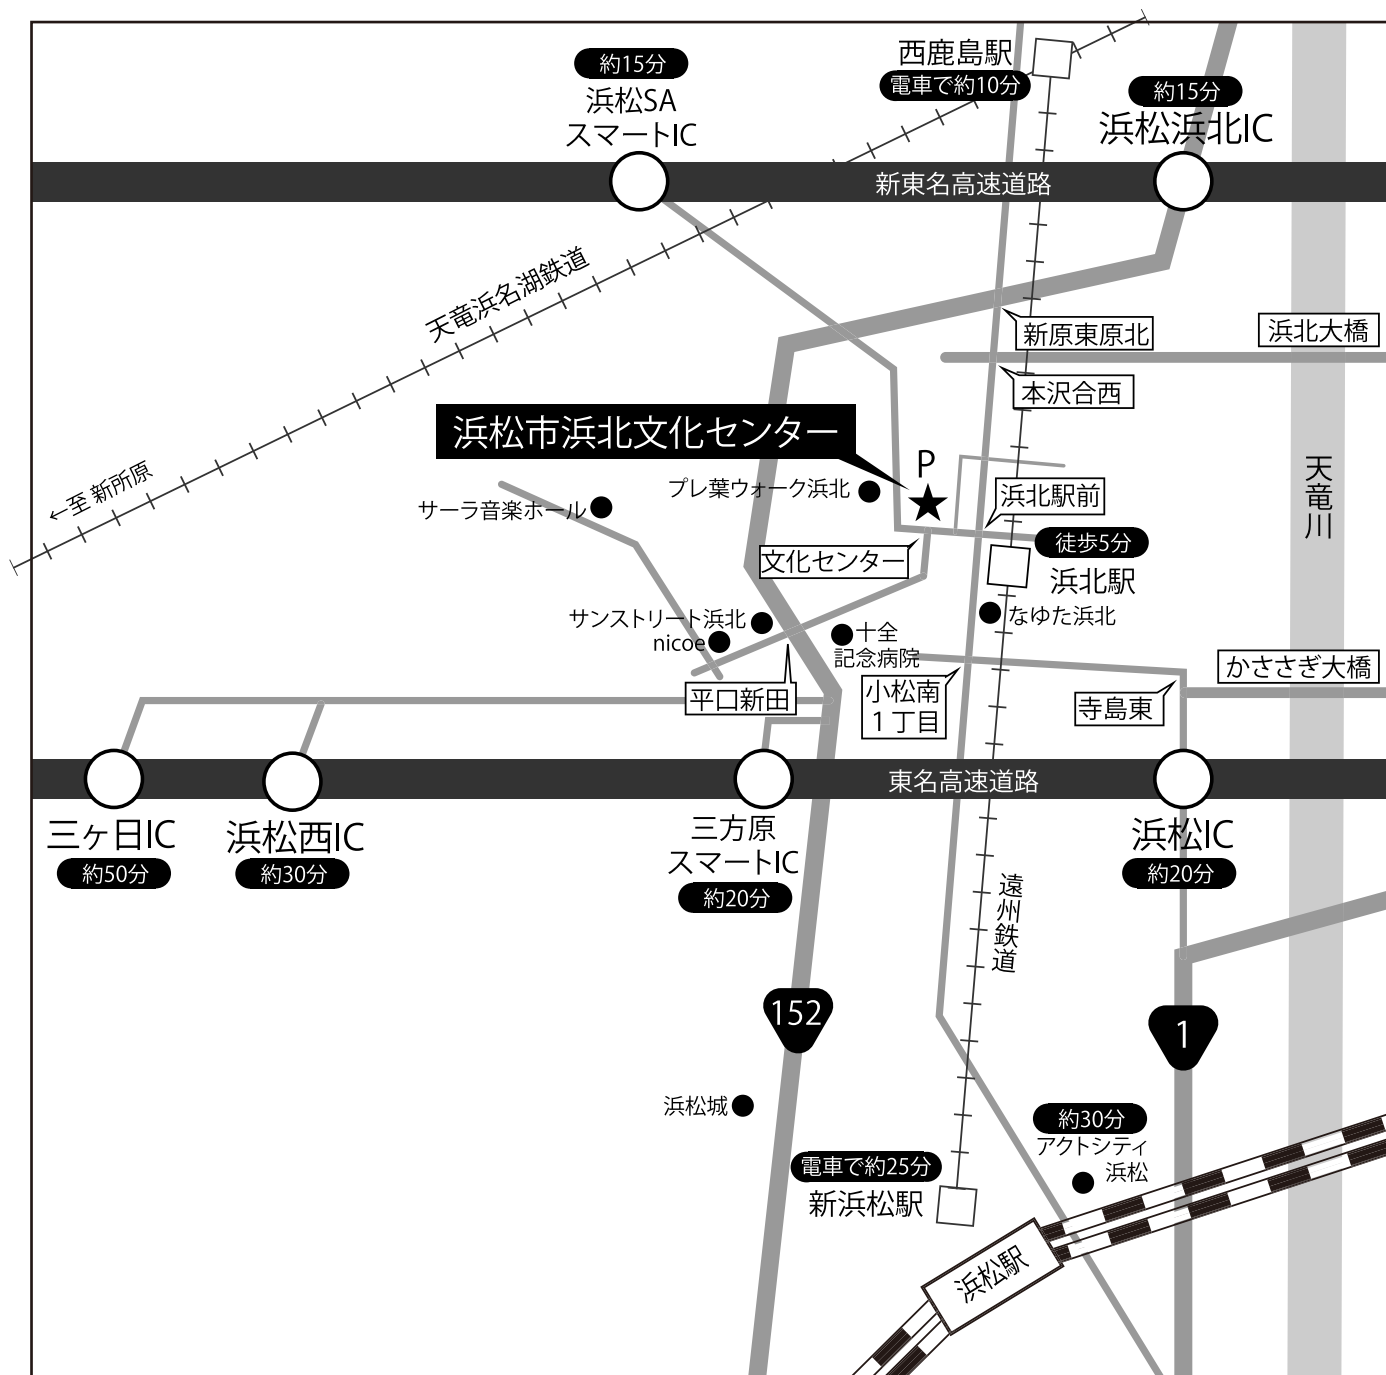 約15分
浜松SA
スマートIC
西鹿島駅
電車で約10分
約15分
浜松浜北IC
新東名高速道路
天竜浜名湖鉄道
新原東原北
浜北大橋
本沢合西
浜松市浜北文化センター
P
←至 新所原
プレ葉ウォーク浜北
浜北駅前
天竜川
サーラ音楽ホール
徒歩5分
文化センター
浜北駅
サンストリート浜北
なゆた浜北
nicoe
十全
記念病院
かささぎ大橋
平口新田
小松南
1丁目
寺島東
東名高速道路
三ヶ日IC
約50分
浜松西IC
約30分
三方原
スマートIC
約20分
浜松IC
約20分
遠州鉄道
152
1
浜松城
約30分
アクトシティ
浜松
電車で約25分
新浜松駅
浜松駅